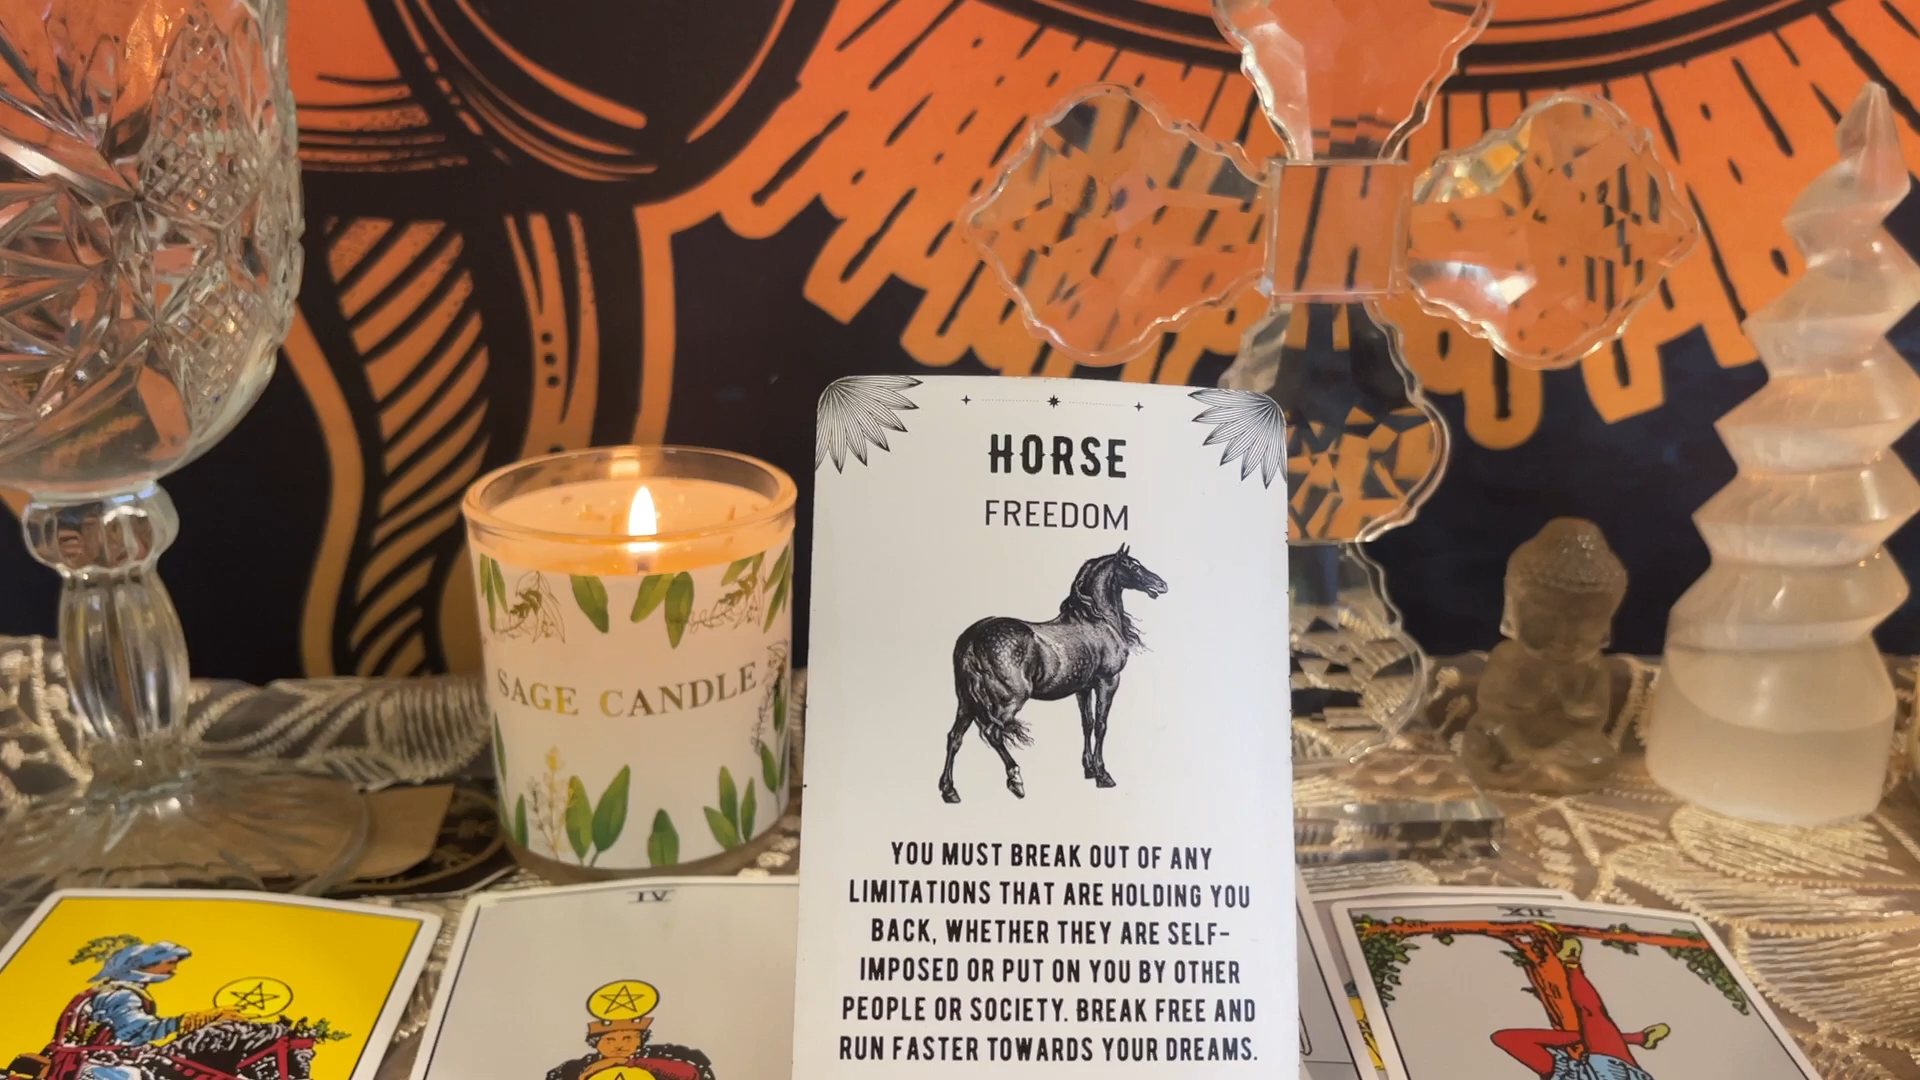 HORSE
FREEDOM
SAGE CANDLE
YOU MUST BREAK OUT OF ANY
LIMITATIONS THAT ARE HOLDING YOU
BACK, WHETHER THEY ARE SELF-
IMPOSED OR PUT ON YOU BY OTHER
PEOPLE OR SOCIETY. BREAK FREE AND
RUN FASTER TOWARDS YOUR DREAMS.
IV
XII